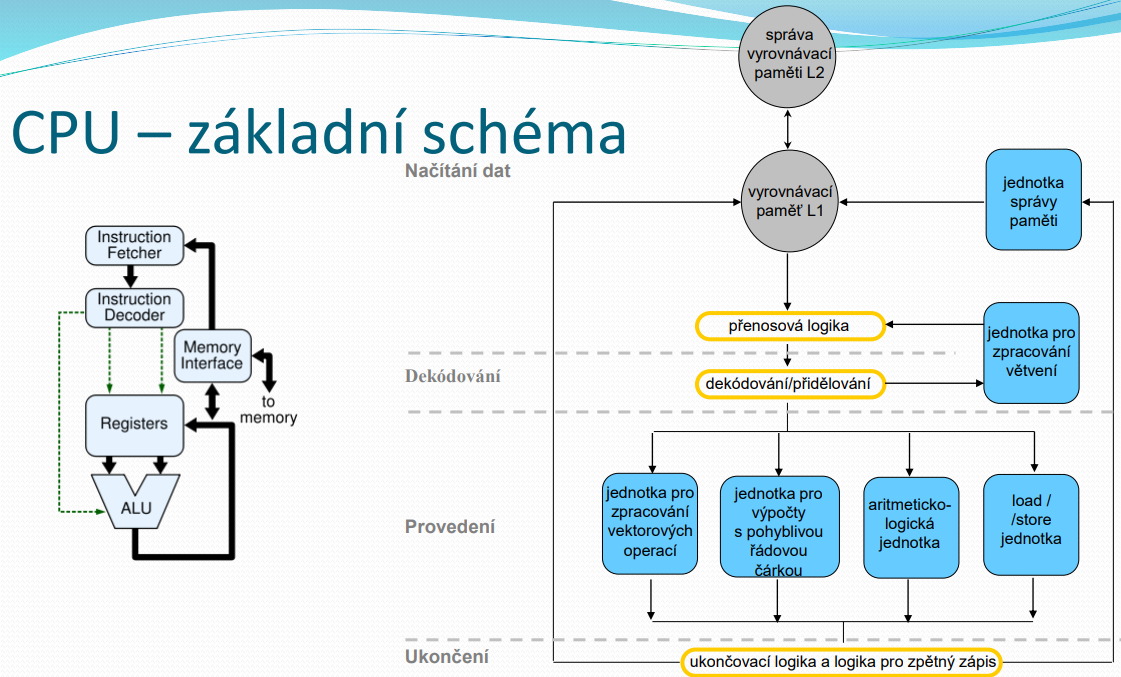 CPU – základní schéma
Instruction
Fetcher
Instruction
Decoder
Memory
Interface
to
memory
Registers
ALU
správa
vyrovnávací
paměti L2
Načítání dat
vyrovnávací
paměť L1
jednotka
správy
paměti
přenosová logika
jednotka pro
zpracování
větvení
Dekódování
dekódování/přidělování
Provedení
jednotka pro
zpracování
vektorových
operací
jednotka pro
výpočty
s pohyblivou
řádovou
čárkou
aritmeticko-
logická
jednotka
load /
/store
jednotka
Ukončení
ukončovací logika a logika pro zpětný zápis